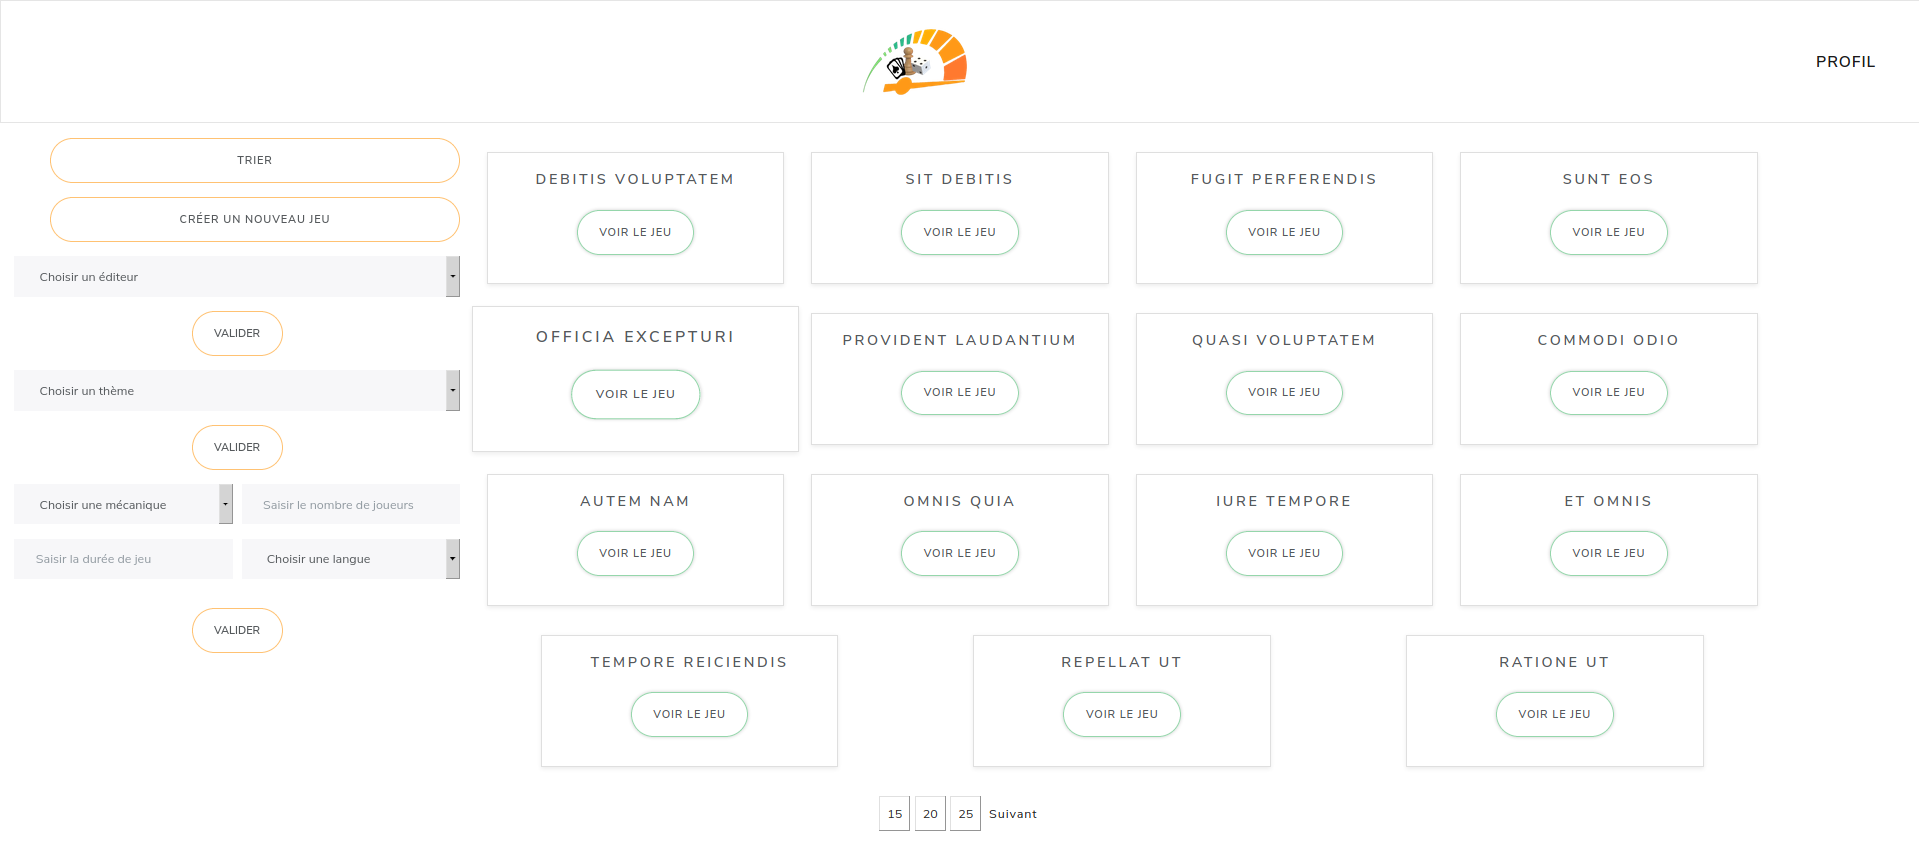 PROFIL
TRIER
CRÉER UN NOUVEAU JEU
Choisir un éditeur
VALIDER
Choisir un thème
VALIDER
Choisir une mécanique
Saisir le nombre de joueurs
Saisir la durée de jeu
Choisir une langue
VALIDER
DEBITIS VOLUPTATEM
VOIR LE JEU
SIT DEBITIS
VOIR LE JEU
FUGIT PERFERENDIS
VOIR LE JEU
SUNT EOS
VOIR LE JEU
OFFICIA EXCEPTURI
VOIR LE JEU
PROVIDENT LAUDANTIUM
VOIR LE JEU
QUASI VOLUPTATEM
VOIR LE JEU
COMMODI ODIO
VOIR LE JEU
AUTEM NAM
VOIR LE JEU
OMNIS QUIA
VOIR LE JEU
IURE TEMPORE
VOIR LE JEU
ET OMNIS
VOIR LE JEU
TEMPORE REICIENDIS
VOIR LE JEU
REPELLAT UT
VOIR LE JEU
RATIONE UT
VOIR LE JEU
15 20 25 Suivant